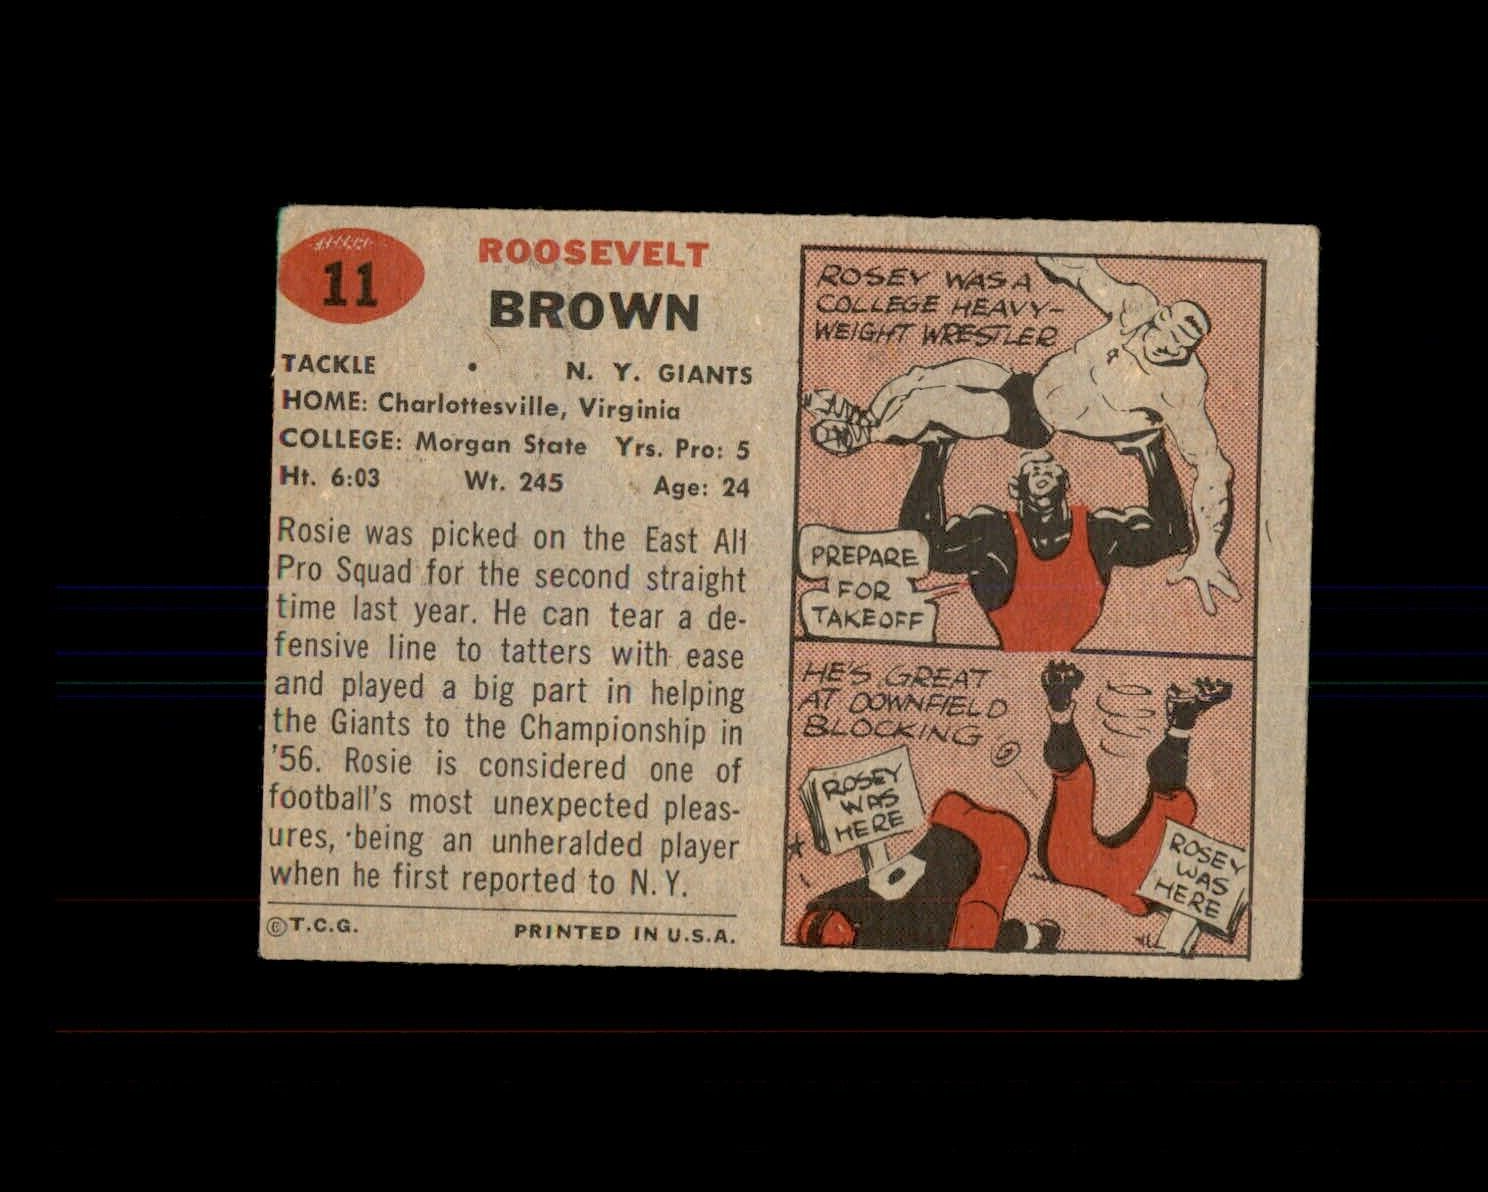 11
ROOSEVELT
BROWN
TACKLE • N. Y. GIANTS
HOME: Charlottesville, Virginia
COLLEGE: Morgan State Yrs. Pro: 5
Ht. 6:03 Wt. 245 Age: 24
Rosie was picked on the East All
Pro Squad for the second straight
time last year. He can tear a de-
fensive line to tatters with ease
and played a big part in helping
the Giants to the Championship in
'56. Rosie is considered one of
football's most unexpected pleas-
ures, being an unheralded player
when he first reported to N. Y.
©T.C.G. PRINTED IN U.S.A.
ROSEY WAS A
COLLEGE HEAVY-
WEIGHT WRESTLER
PREPARE
FOR
TAKEOFF
HE'S GREAT
AT DOWNFIELD
BLOCKING
ROSEY
WAS
HERE
ROSEY
WAS
HERE